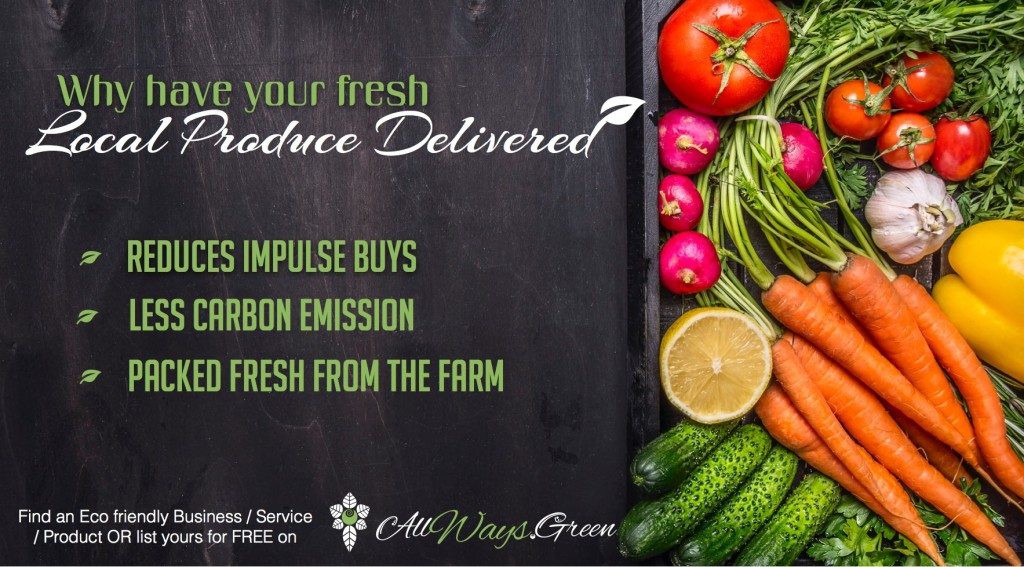 Why have your fresh
Local Produce Delivered
REDUCES IMPULSE BUYS
LESS CARBON EMISSION
PACKED FRESH FROM THE FARM
Find an Eco friendly Business / Service
/ Product OR list yours for FREE on
AllWays.Green